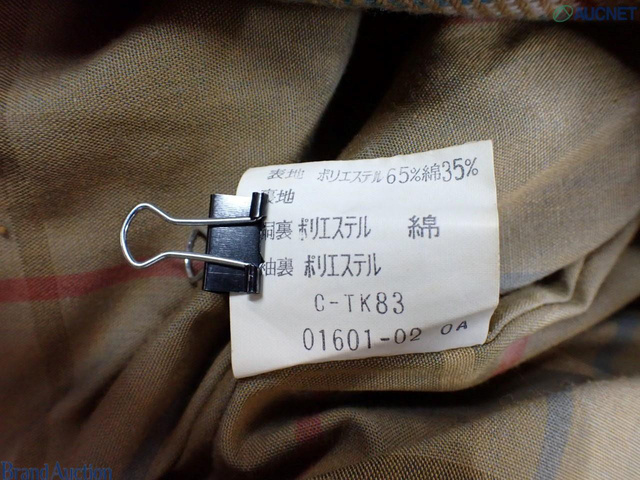 AUCNET
表地 ポリエステル65%綿35%
裏地
胴裏 ポリエステル 綿
袖裏 ポリエステル
C-TK83
01601-02 0A
Brand Auction